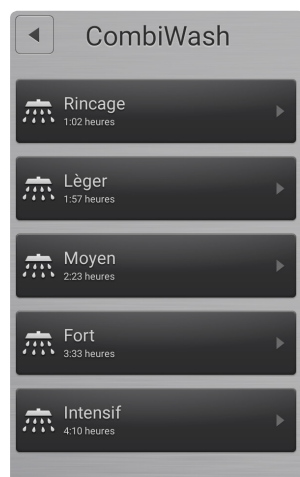 CombiWash
Rincage
1:02 heures
Lèger
1:57 heures
Moyen
2:23 heures
Fort
3:33 heures
Intensif
4:10 heures